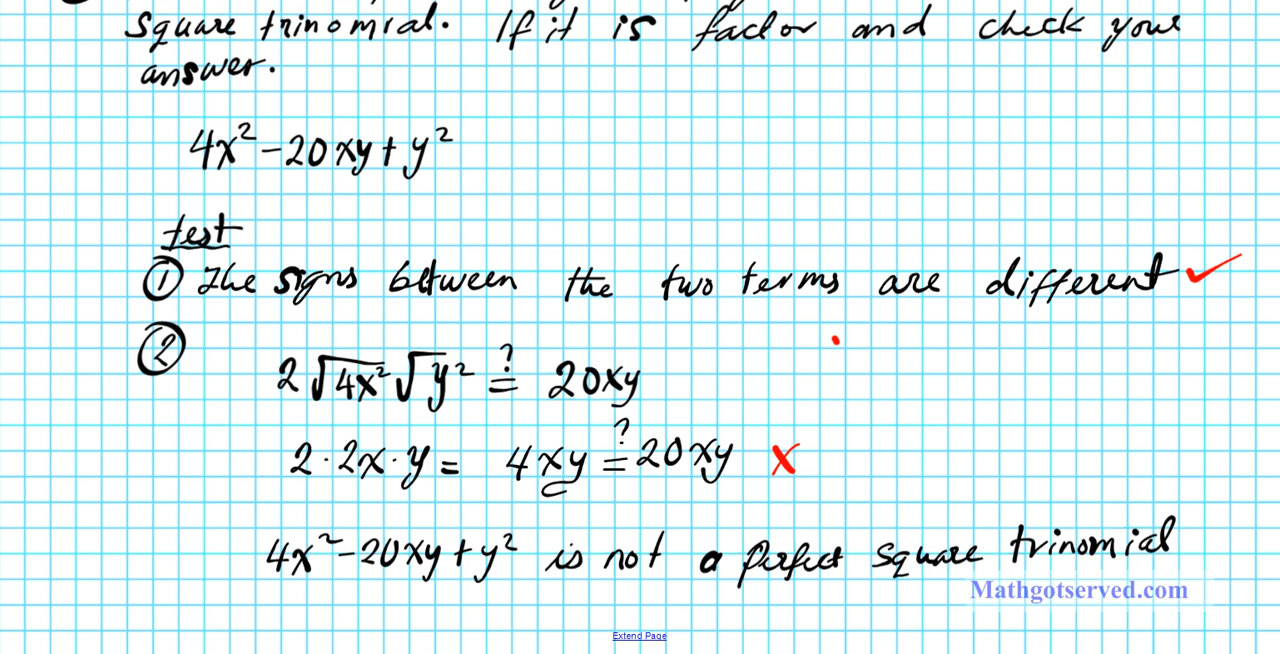 square trinomial. If it is factor and check your
answer.
4x² - 20xy + y²
test
① The signs between the two terms are different ✓
②
2√4x² √y² ≟ 20xy
2·2x·y = 4xy ≟ 20xy X
4x² - 20xy + y² is not a perfect square trinomial
Mathgotserved.com
Extend Page